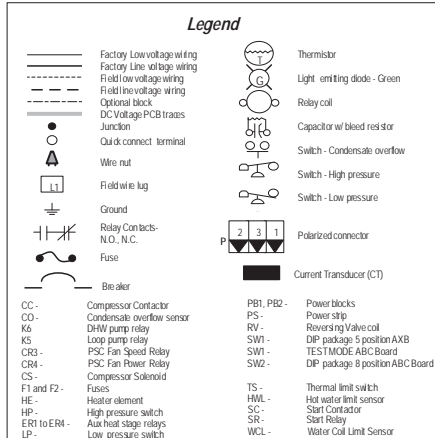 Legend
Factory Low voltage wiring
Factory Line voltage wiring
Field low voltage wiring
Field line voltage wiring
Optional block
DC Voltage PCB traces
Junction
Quick connect terminal
Wire nut
L1
Field wire lug
Ground
Relay Contacts-
N.O., N.C.
Fuse
Breaker
T
Thermistor
G
Light emitting diode - Green
Relay coil
Capacitor w/ bleed resistor
Switch - Condensate overflow
Switch - High pressure
Switch - Low pressure
P 2 3 1
Polarized connector
Current Transducer (CT)
CC - Compressor Contactor
CO - Condensate overflow sensor
K6 DHW pump relay
K5 Loop pump relay
CR3 - PSC Fan Speed Relay
CR4 - PSC Fan Power Relay
CS - Compressor Solenoid
F1 and F2 - Fuses
HE - Heater element
HP - High pressure switch
ER1 to ER4 - Aux heat stage relays
LP - Low pressure switch
PB1, PB2 - Power blocks
PS - Power strip
RV - Reversing Valve coil
SW1 - DIP package 5 position AXB
SW1 - TEST MODE ABC Board
SW2 - DIP package 8 position ABC Board
TS - Thermal limit switch
HWL - Hot water limit sensor
SC - Start Contactor
SR - Start Relay
WCL - Water Coil Limit Sensor